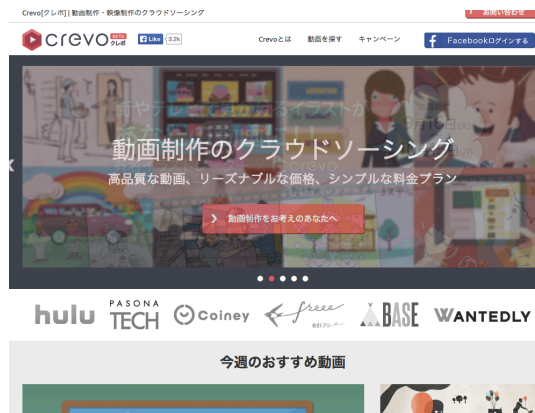 Crevo[クレボ] | 動画制作・映像制作のクラウドソーシング
お問い合わせ
crevo BETA クレボ
Like 3.2k
Crevoとは 動画を探す キャンペーン
Facebookログインする
動画制作のクラウドソーシング
高品質な動画、リーズナブルな価格、シンプルな料金プラン
動画制作をお考えのあなたへ
hulu
PASONA TECH
Coiney
freee
会計フリー
BASE
WANTEDLY
今週のおすすめ動画